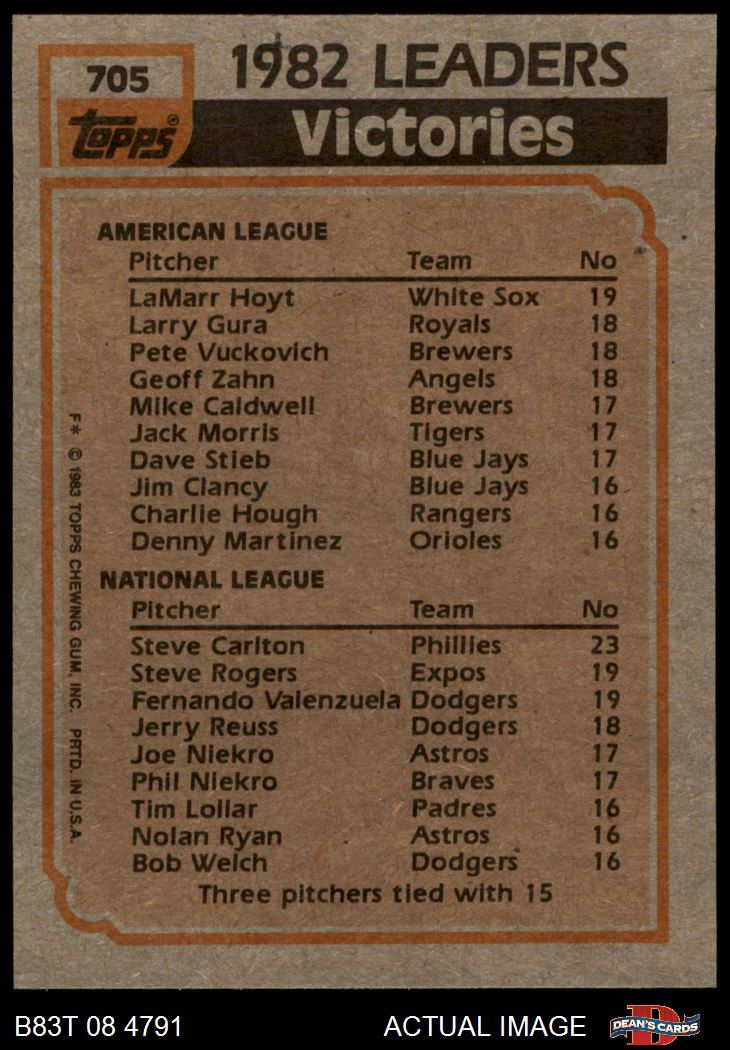 705
1982 LEADERS
TOPPS®
Victories
AMERICAN LEAGUE
Pitcher Team No
LaMarr Hoyt White Sox 19
Larry Gura Royals 18
Pete Vuckovich Brewers 18
Geoff Zahn Angels 18
Mike Caldwell Brewers 17
Jack Morris Tigers 17
Dave Stieb Blue Jays 17
Jim Clancy Blue Jays 16
Charlie Hough Rangers 16
Denny Martinez Orioles 16
NATIONAL LEAGUE
Pitcher Team No
Steve Carlton Phillies 23
Steve Rogers Expos 19
Fernando Valenzuela Dodgers 19
Jerry Reuss Dodgers 18
Joe Niekro Astros 17
Phil Niekro Braves 17
Tim Lollar Padres 16
Nolan Ryan Astros 16
Bob Welch Dodgers 16
Three pitchers tied with 15
F* © 1983 TOPPS CHEWING GUM, INC. PRTD. IN U.S.A.
B83T 08 4791 ACTUAL IMAGE
D
DEAN'S CARDS